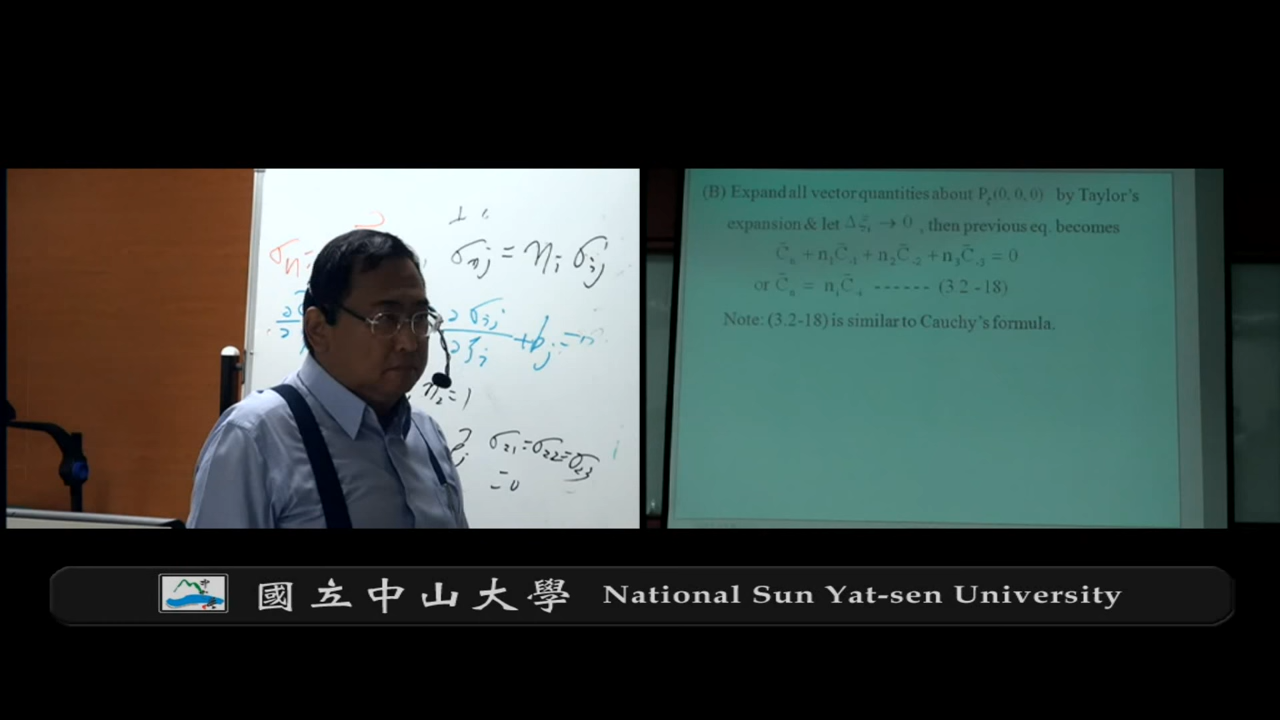 σnj = ni σij
∂σ3j
∂ξj
+bj=0
n2=1
σ21=σ22=σ23
=0
(B) Expand all vector quantities about Pξ(0, 0, 0) by Taylor's
expansion & let Δξi → 0 , then previous eq. becomes
C̄n + n1C̄-1 + n2C̄-2 + n3C̄-3 = 0
or C̄n = niC̄i ------ (3.2 -18)
Note: (3.2-18) is similar to Cauchy's formula.
國立中山大學 National Sun Yat-sen University